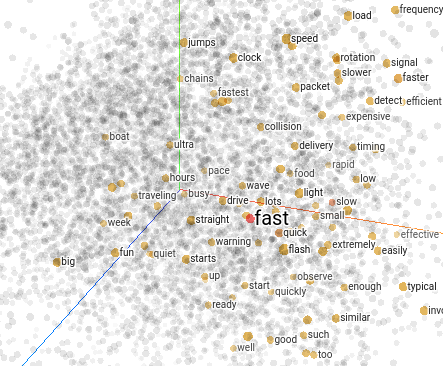 frequency
load
jumps
speed
clock
rotation
signal
chains
slower
faster
packet
fastest
detect
efficient
expensive
collision
boat
ultra
delivery
timing
rapid
pace
food
hours
low
wave
traveling
busy
light
drive
lots
slow
small
week
straight
fast
quick
effective
warning
extremely
flash
easily
fun
quiet
big
starts
up
observe
start
enough
typical
quickly
ready
similar
such
good
well
too